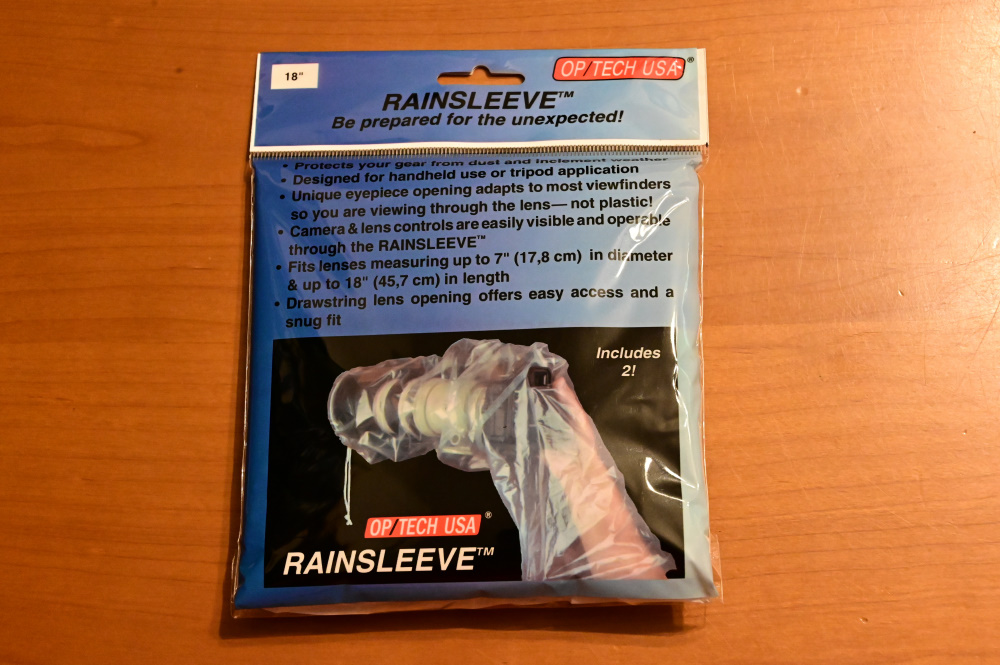 18"
OP/TECH USA®
RAINSLEEVE™
Be prepared for the unexpected!
• Protects your gear from dust and inclement weather
• Designed for handheld use or tripod application
• Unique eyepiece opening adapts to most viewfinders
so you are viewing through the lens— not plastic!
• Camera & lens controls are easily visible and operable
through the RAINSLEEVE™
• Fits lenses measuring up to 7" (17,8 cm) in diameter
& up to 18" (45,7 cm) in length
• Drawstring lens opening offers easy access and a
snug fit
Includes
2!
OP/TECH USA®
RAINSLEEVE™